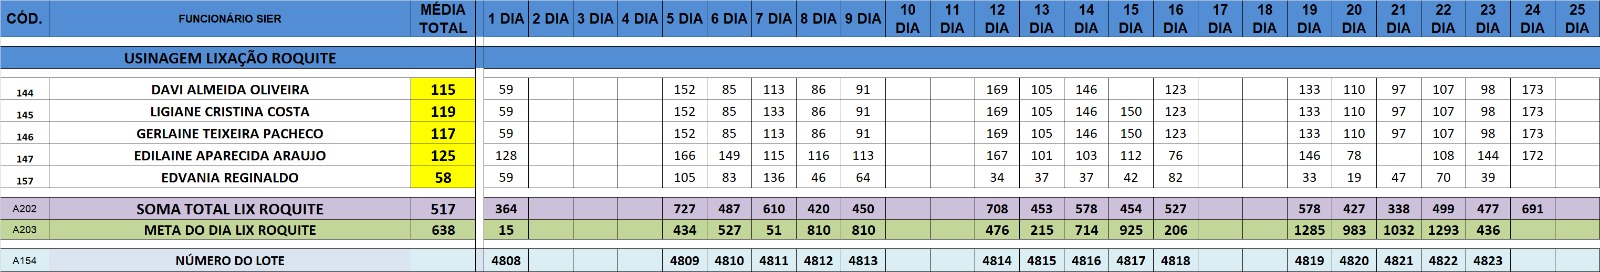 CÓD. FUNCIONÁRIO SIER MÉDIA TOTAL 1 DIA 2 DIA 3 DIA 4 DIA 5 DIA 6 DIA 7 DIA 8 DIA 9 DIA 10 DIA 11 DIA 12 DIA 13 DIA 14 DIA 15 DIA 16 DIA 17 DIA 18 DIA 19 DIA 20 DIA 21 DIA 22 DIA 23 DIA 24 DIA 25 DIA
USINAGEM LIXAÇÃO ROQUITE
144 DAVI ALMEIDA OLIVEIRA 115 59 152 85 113 86 91 169 105 146 123 133 110 97 107 98 173
145 LIGIANE CRISTINA COSTA 119 59 152 85 133 86 91 169 105 146 150 123 133 110 97 107 98 173
146 GERLAINE TEIXEIRA PACHECO 117 59 152 85 113 86 91 169 105 146 150 123 133 110 97 107 98 173
147 EDILAINE APARECIDA ARAUJO 125 128 166 149 115 116 113 167 101 103 112 76 146 78 108 144 172
157 EDVANIA REGINALDO 58 59 105 83 136 46 64 34 37 37 42 82 33 19 47 70 39
A202 SOMA TOTAL LIX ROQUITE 517 364 727 487 610 420 450 708 453 578 454 527 578 427 338 499 477 691
A203 META DO DIA LIX ROQUITE 638 15 434 527 51 810 810 476 215 714 925 206 1285 983 1032 1293 436
A154 NÚMERO DO LOTE 4808 4809 4810 4811 4812 4813 4814 4815 4816 4817 4818 4819 4820 4821 4822 4823